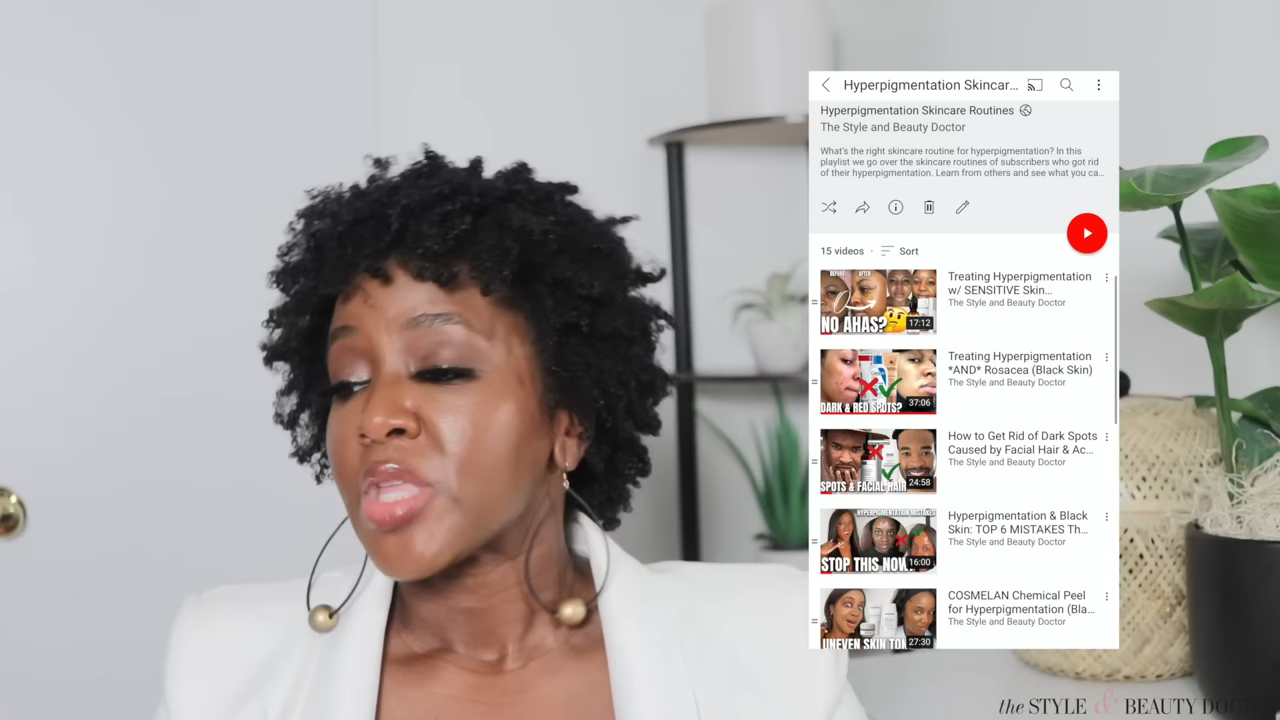 Hyperpigmentation Skincar...
Hyperpigmentation Skincare Routines
The Style and Beauty Doctor
What's the right skincare routine for hyperpigmentation? In this
playlist we go over the skincare routines of subscribers who got rid
of their hyperpigmentation. Learn from others and see what you ca...
15 videos · Sort
BEFORE AFTER
NO AHAS?
17:12
Treating Hyperpigmentation
w/ SENSITIVE Skin...
The Style and Beauty Doctor
DARK & RED SPOTS?
37:06
Treating Hyperpigmentation
*AND* Rosacea (Black Skin)
The Style and Beauty Doctor
SPOTS & FACIAL HAIR
24:58
How to Get Rid of Dark Spots
Caused by Facial Hair & Ac...
The Style and Beauty Doctor
HYPERPIGMENTATION MISTAKES
STOP THIS NOW!
16:00
Hyperpigmentation & Black
Skin: TOP 6 MISTAKES Th...
The Style and Beauty Doctor
UNEVEN SKIN TON
27:30
COSMELAN Chemical Peel
for Hyperpigmentation (Bla...
The Style and Beauty Doctor
the STYLE & BEAUTY DOCT